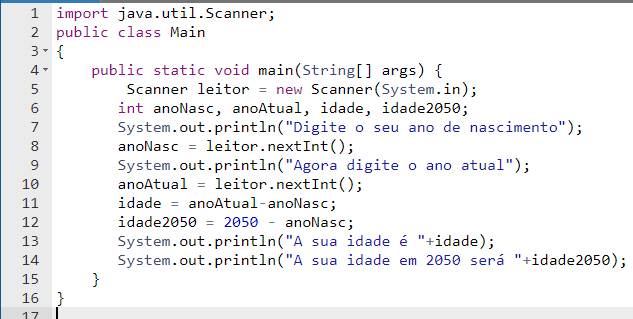 1 import java.util.Scanner;
2 public class Main
3 {
4 public static void main(String[] args) {
5 Scanner leitor = new Scanner(System.in);
6 int anoNasc, anoAtual, idade, idade2050;
7 System.out.println("Digite o seu ano de nascimento");
8 anoNasc = leitor.nextInt();
9 System.out.println("Agora digite o ano atual");
10 anoAtual = leitor.nextInt();
11 idade = anoAtual-anoNasc;
12 idade2050 = 2050 - anoNasc;
13 System.out.println("A sua idade é "+idade);
14 System.out.println("A sua idade em 2050 será "+idade2050);
15 }
16 }
17